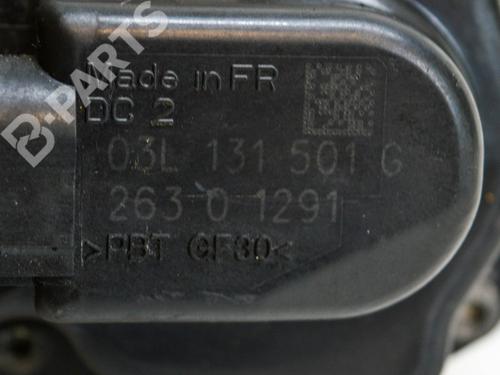 B-PARTS
Made in FR
DC 2
03L 131 501 G
263 0 1291
>PBT GF30<